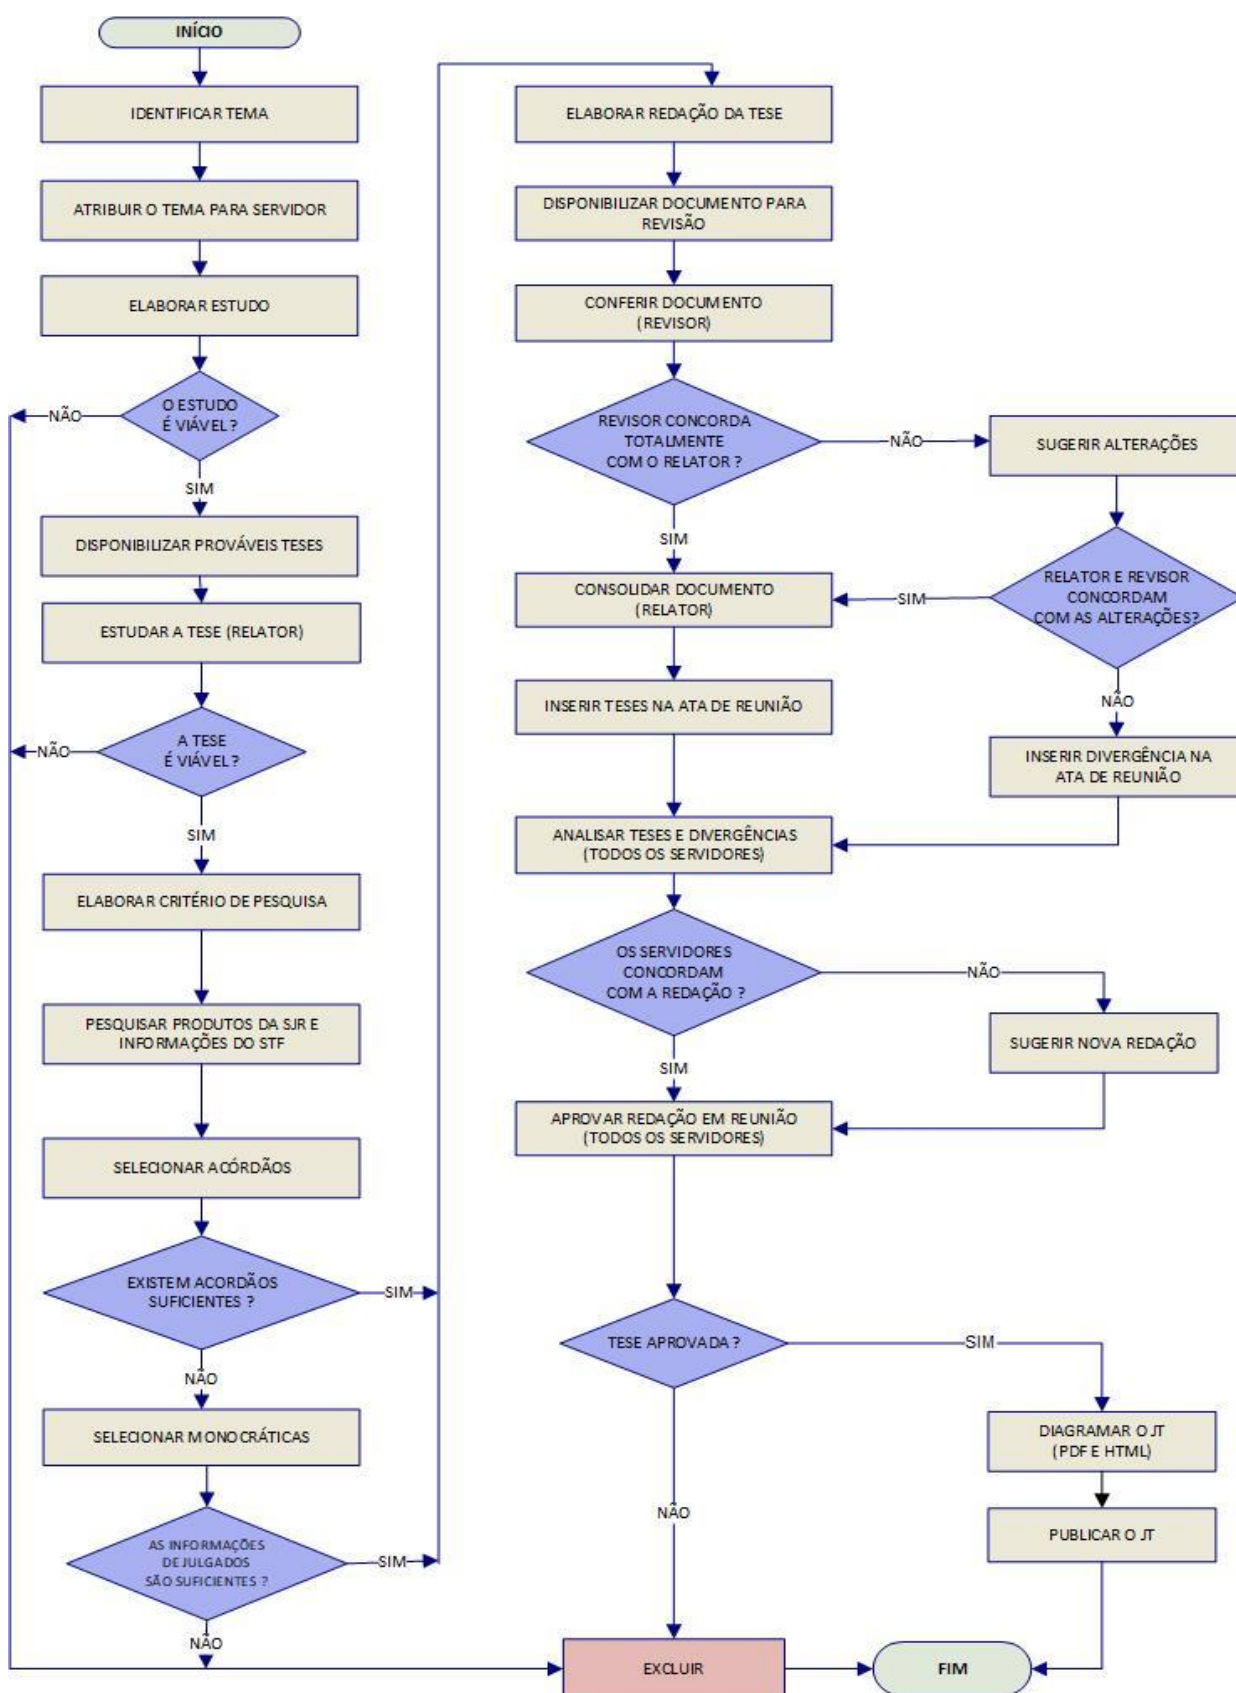 INÍCIO
IDENTIFICAR TEMA
ATRIBUIR O TEMA PARA SERVIDOR
ELABORAR ESTUDO
O ESTUDO
É VIÁVEL ?
NÃO
SIM
DISPONIBILIZAR PROVÁVEIS TESES
ESTUDAR A TESE (RELATOR)
A TESE
É VIÁVEL ?
NÃO
SIM
ELABORAR CRITÉRIO DE PESQUISA
PESQUISAR PRODUTOS DA SJR E
INFORMAÇÕES DO STF
SELECIONAR ACÓRDÃOS
EXISTEM ACORDÃOS
SUFICIENTES ?
SIM
NÃO
SELECIONAR MONOCRÁTICAS
AS INFORMAÇÕES
DE JULGADOS
SÃO SUFICIENTES ?
SIM
NÃO
ELABORAR REDAÇÃO DA TESE
DISPONIBILIZAR DOCUMENTO PARA
REVISÃO
CONFERIR DOCUMENTO
(REVISOR)
REVISOR CONCORDA
TOTALMENTE
COM O RELATOR ?
NÃO
SUGERIR ALTERAÇÕES
SIM
RELATOR E REVISOR
CONCORDAM
COM AS ALTERAÇÕES?
SIM
NÃO
CONSOLIDAR DOCUMENTO
(RELATOR)
INSERIR TESES NA ATA DE REUNIÃO
INSERIR DIVERGÊNCIA NA
ATA DE REUNIÃO
ANALISAR TESES E DIVERGÊNCIAS
(TODOS OS SERVIDORES)
OS SERVIDORES
CONCORDAM
COM A REDAÇÃO ?
NÃO
SUGERIR NOVA REDAÇÃO
SIM
APROVAR REDAÇÃO EM REUNIÃO
(TODOS OS SERVIDORES)
TESE APROVADA ?
SIM
DIAGRAMAR O JT
(PDF E HTML)
PUBLICAR O JT
NÃO
EXCLUIR
FIM